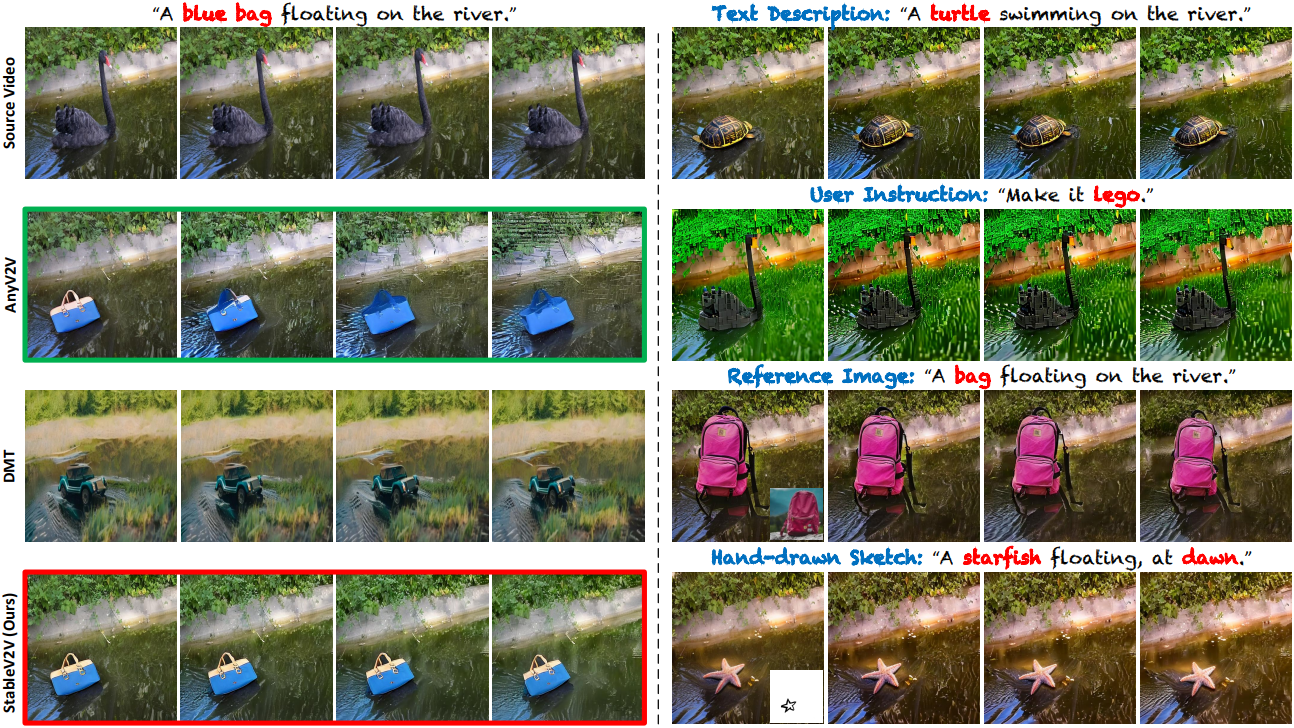 “A blue bag floating on the river.”
Source Video
AnyV2V
DMT
StableV2V (Ours)
Text Description: “A turtle swimming on the river.”
User Instruction: “Make it lego.”
Reference Image: “A bag floating on the river.”
Hand-drawn Sketch: “A starfish floating, at dawn.”